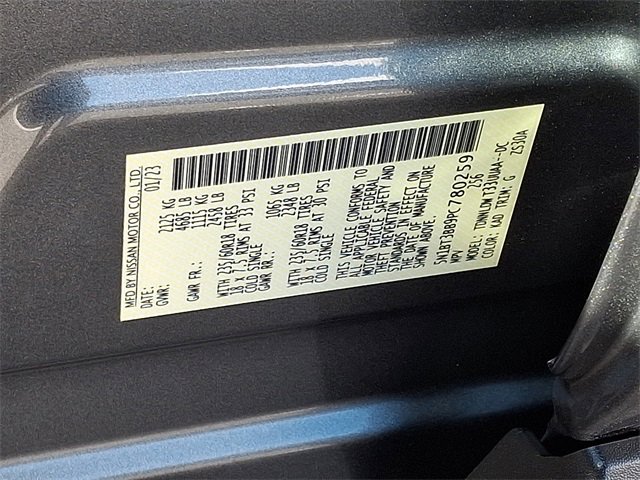 MFD BY NISSAN MOTOR CO., LTD.
DATE: 01/23
GVWR: 2125 KG
4687 LB
GAWR FR.: 1115 KG
2458 LB
WITH 235/60R18 TIRES
18 X 7.5 RIMS AT 33 PSI
COLD SINGLE
GAWR RR.: 1065 KG
2348 LB
WITH 235/60R18 TIRES
18 X 7.5 RIMS AT 30 PSI
COLD SINGLE
THIS VEHICLE CONFORMS TO
ALL APPLICABLE FEDERAL
MOTOR VEHICLE SAFETY AND
THEFT PREVENTION
STANDARDS IN EFFECT ON
THE DATE OF MANUFACTURE
SHOWN ABOVE.
5N1BT3BB9PC780259
MPV 256
MODEL:
COLOR: KAD TRIM: G ZS30A